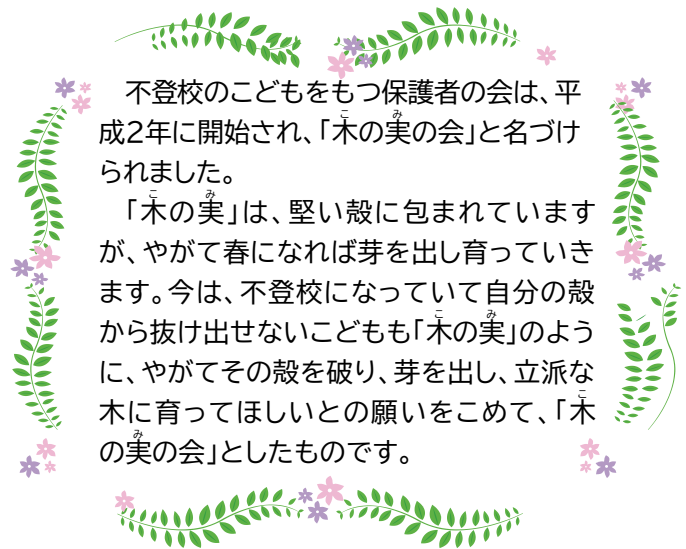 不登校のこどもをもつ保護者の会は、平
成2年に開始され、「木の実の会」と名づけ
られました。
「木の実」は、堅い殻に包まれています
が、やがて春になれば芽を出し育っていき
ます。今は、不登校になっていて自分の殻
から抜け出せないこどもも「木の実」のよう
に、やがてその殻を破り、芽を出し、立派な
木に育ってほしいとの願いをこめて、「木
の実の会」としたものです。